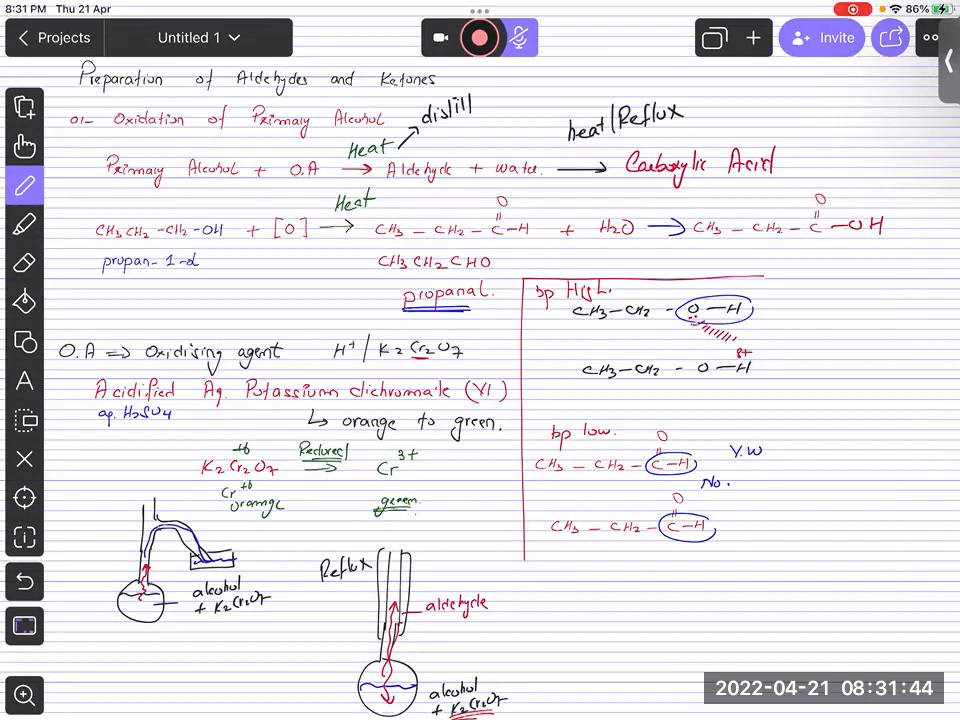 8:31 PM Thu 21 Apr
86%
Projects
Untitled 1
Invite
Preparation of Aldehydes and Ketones
01- Oxidation of Primary Alcohol
distill
heat/Reflux
Heat
Primary Alcohol + O.A → Aldehyde + water. → Carboxylic Acid
Heat
O
O
CH3CH2-CH2-OH + [O] → CH3 - CH2 - C - H + H2O → CH3 - CH2 - C - OH
propan-1-ol
CH3CH2CHO
propanal.
bp High.
CH3-CH2 - O - H
δ+
CH3-CH2 - O - H
O.A ⇒ Oxidising agent H+ / K2Cr2O7
Acidified Aq. Potassium dichromate (VI)
aq. H2SO4
↳ orange to green.
+6 Reduced 3+
K2Cr2O7 → Cr
Cr+6
orange
green.
bp low.
O
CH3 - CH2 - C-H
V.W
No.
O
CH3 - CH2 - C-H
alcohol
+ K2Cr2O7
Reflux
aldehyde
alcohol
+ K2Cr2O7
2022-04-21 08:31:44